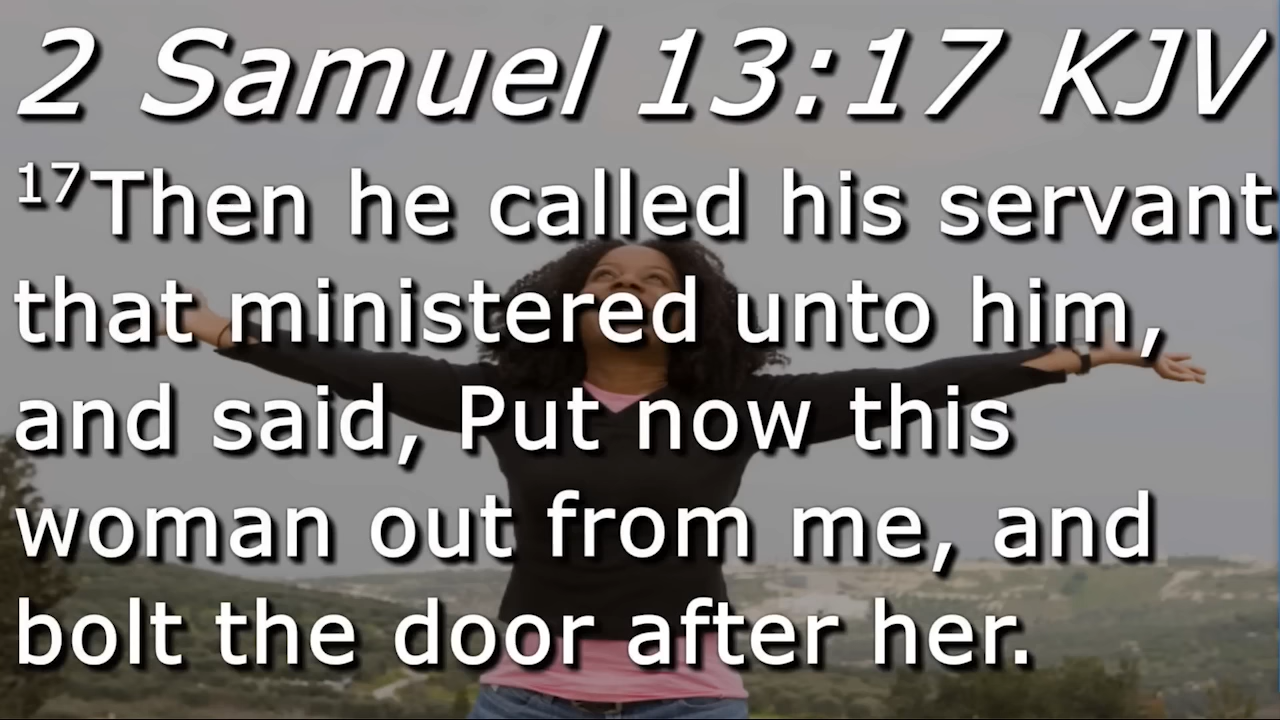 2 Samuel 13:17 KJV
17Then he called his servant
that ministered unto him,
and said, Put now this
woman out from me, and
bolt the door after her.